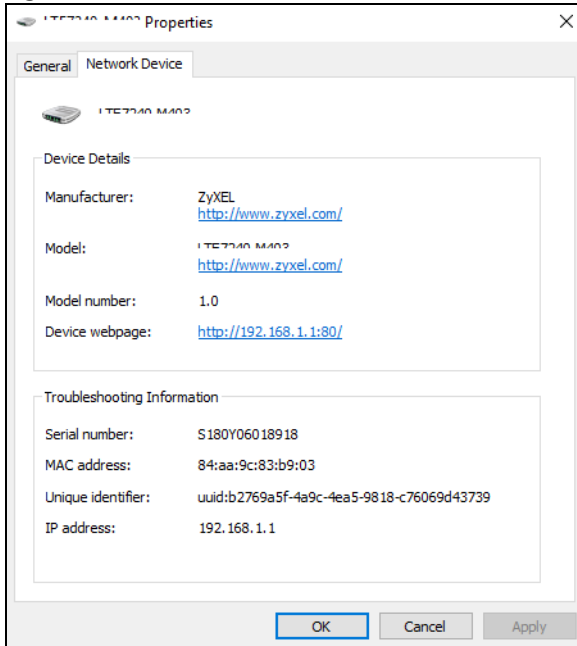 Properties
General
Network Device
Device Details
Manufacturer:
ZyXEL
http://www.zyxel.com/
Model:
http://www.zyxel.com/
Model number:
1.0
Device webpage:
http://192.168.1.1:80/
Troubleshooting Information
Serial number:
S180Y06018918
MAC address:
84:aa:9c:83:b9:03
Unique identifier:
uuid:b2769a5f-4a9c-4ea5-9818-c76069d43739
IP address:
192.168.1.1
OK
Cancel
Apply